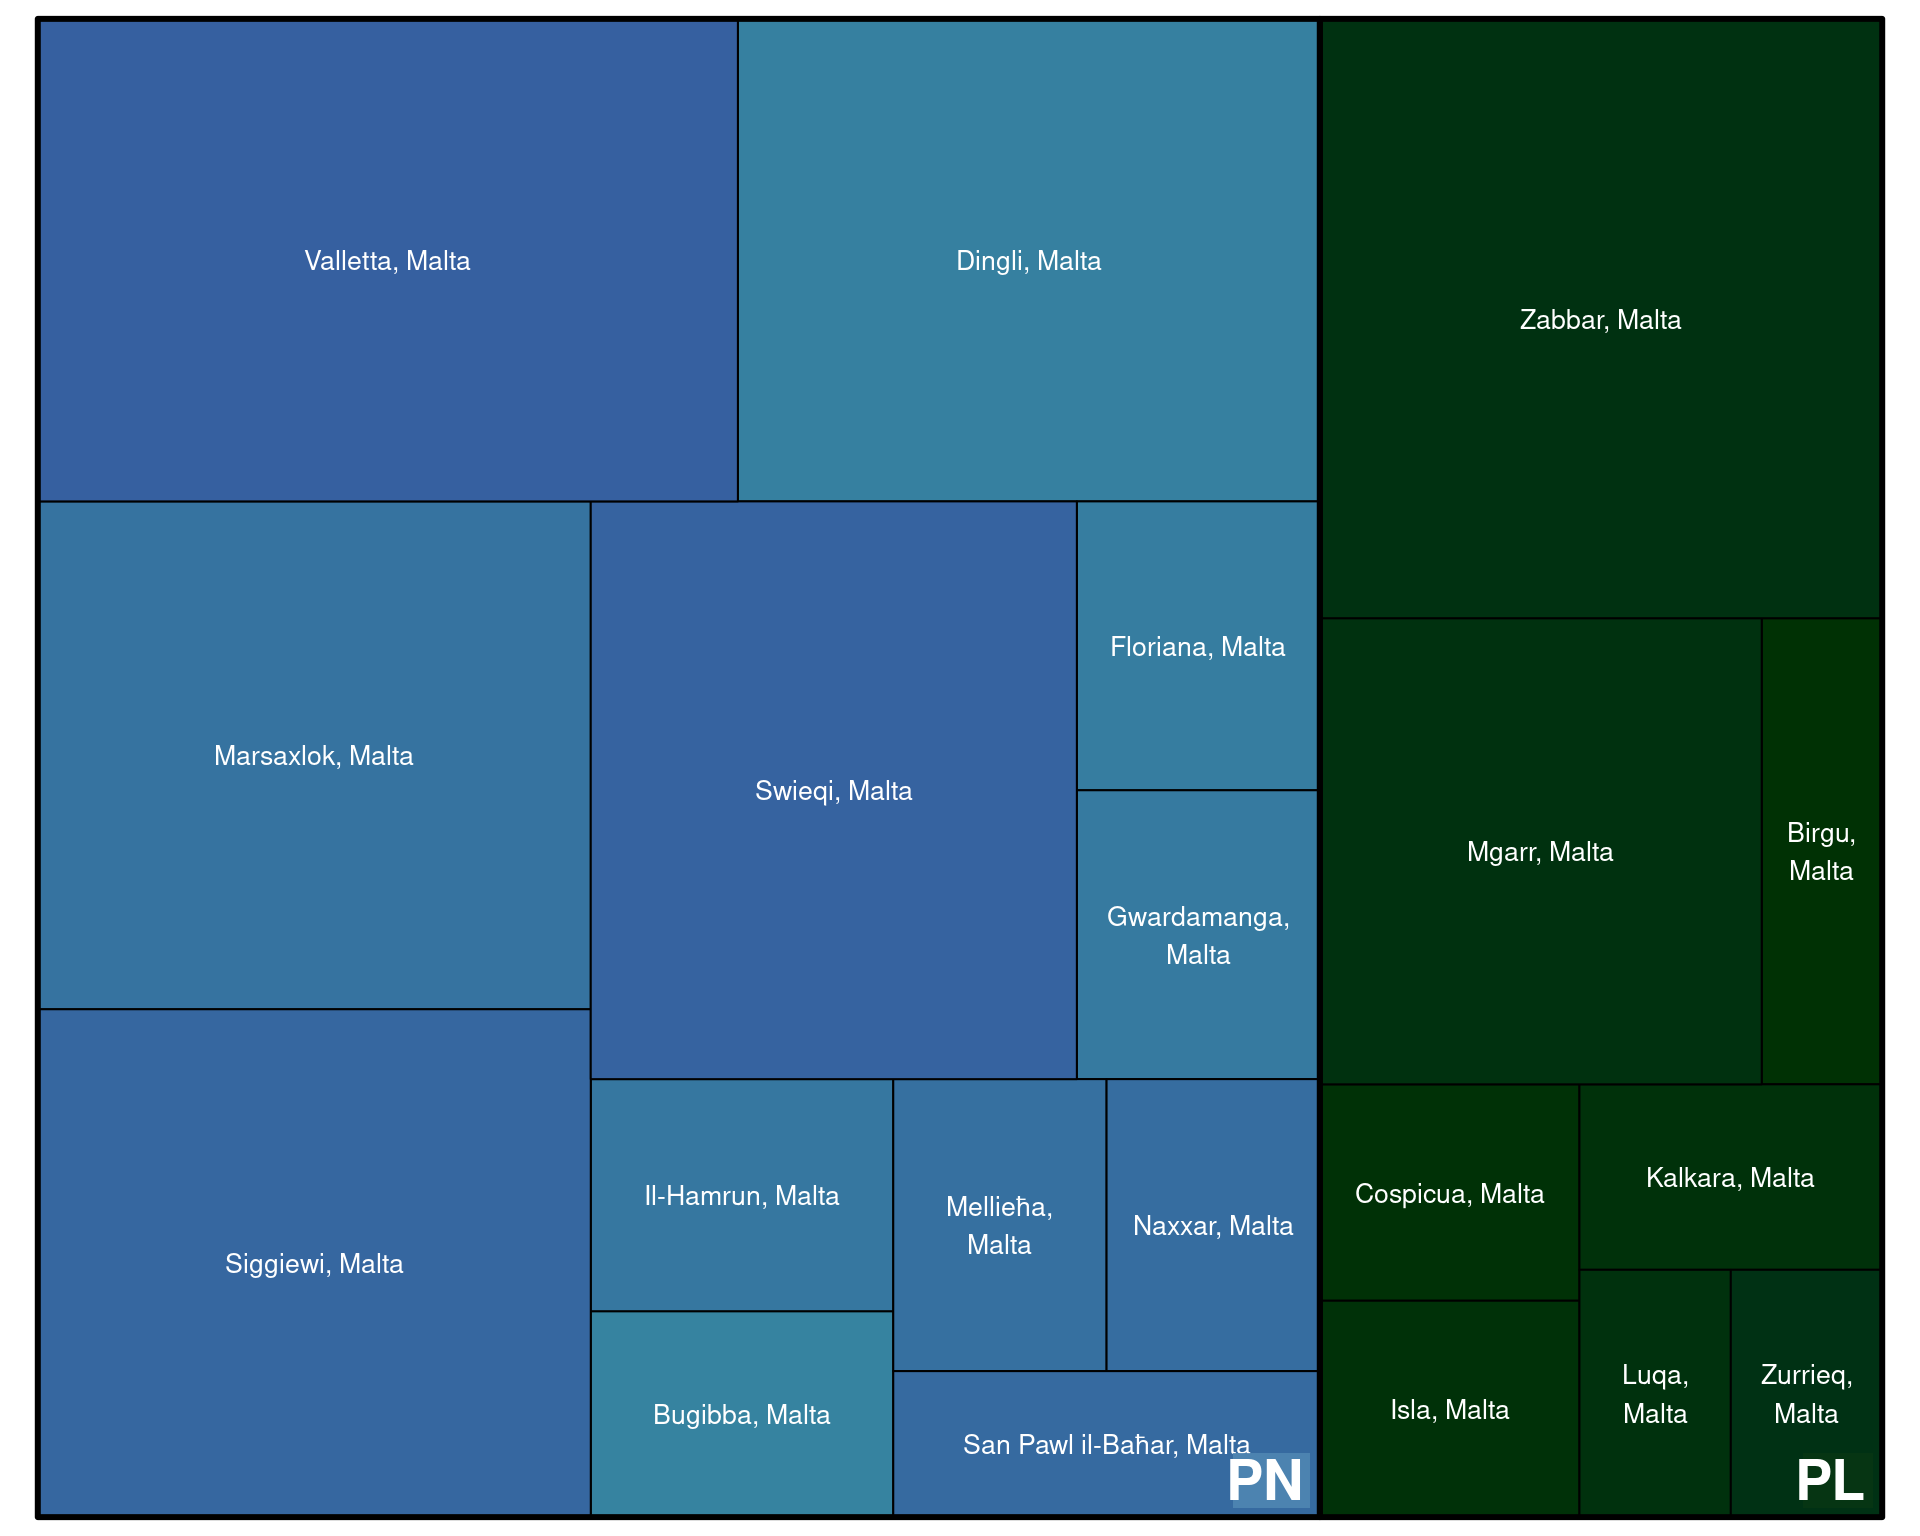 Valletta, Malta
Dingli, Malta
Zabbar, Malta
Marsaxlok, Malta
Swieqi, Malta
Floriana, Malta
Gwardamanga,
Malta
Mgarr, Malta
Birgu,
Malta
Siggiewi, Malta
Il-Hamrun, Malta
Mellieħa,
Malta
Naxxar, Malta
Bugibba, Malta
San Pawl il-Baħar, Malta
PN
Cospicua, Malta
Kalkara, Malta
Isla, Malta
Luqa,
Malta
Zurrieq,
Malta
PL